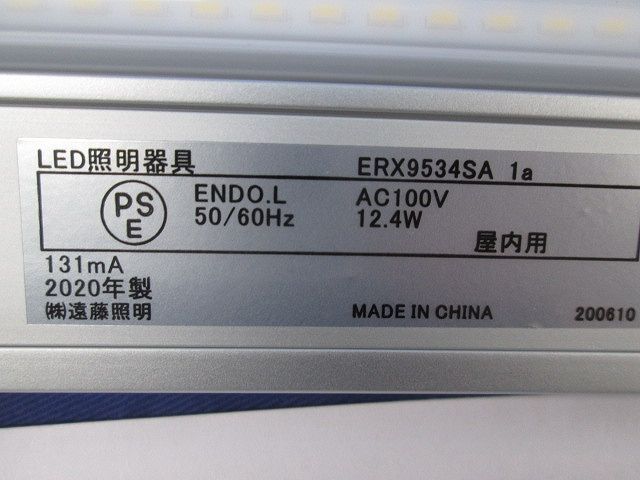 LED照明器具 ERX9534SA 1a
PS E ENDO.L AC100V
50/60Hz 12.4W
屋内用
131mA
2020年製
㈱遠藤照明 MADE IN CHINA 200610